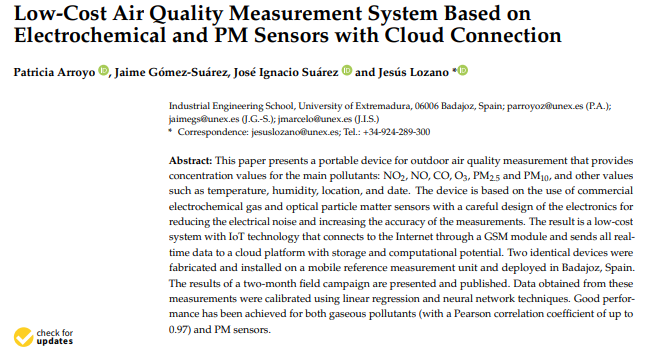 Low-Cost Air Quality Measurement System Based on
Electrochemical and PM Sensors with Cloud Connection
Patricia Arroyo iD, Jaime Gómez-Suárez, José Ignacio Suárez iD and Jesús Lozano *iD
Industrial Engineering School, University of Extremadura, 06006 Badajoz, Spain; parroyoz@unex.es (P.A.);
jaimegs@unex.es (J.G.-S.); jmarcelo@unex.es (J.I.S.)
* Correspondence: jesuslozano@unex.es; Tel.: +34-924-289-300
Abstract: This paper presents a portable device for outdoor air quality measurement that provides
concentration values for the main pollutants: NO₂, NO, CO, O₃, PM₂.₅ and PM₁₀, and other values
such as temperature, humidity, location, and date. The device is based on the use of commercial
electrochemical gas and optical particle matter sensors with a careful design of the electronics for
reducing the electrical noise and increasing the accuracy of the measurements. The result is a low-cost
system with IoT technology that connects to the Internet through a GSM module and sends all real-
time data to a cloud platform with storage and computational potential. Two identical devices were
fabricated and installed on a mobile reference measurement unit and deployed in Badajoz, Spain.
The results of a two-month field campaign are presented and published. Data obtained from these
measurements were calibrated using linear regression and neural network techniques. Good perfor-
mance has been achieved for both gaseous pollutants (with a Pearson correlation coefficient of up to
0.97) and PM sensors.
check for
updates